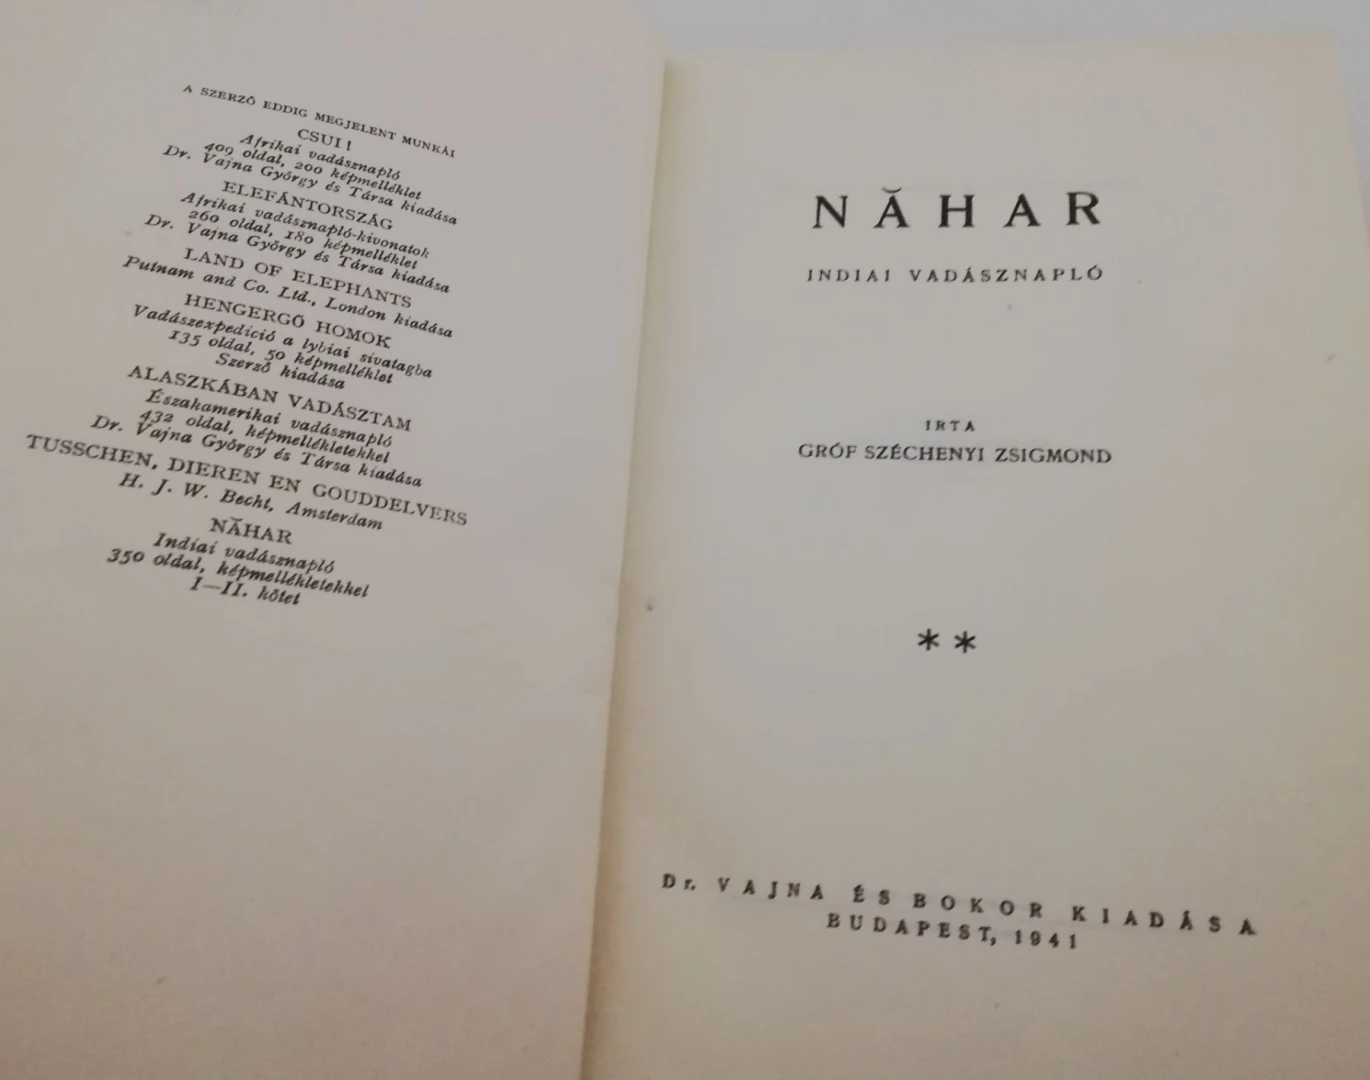 A SZERZŐ EDDIG MEGJELENT MUNKÁI
CSUI!
Afrikai vadásznapló
409 oldal, 200 képmelléklet
Dr. Vajna György és Társa kiadása
ELEFÁNTORSZÁG
Afrikai vadásznapló-kivonatok
260 oldal, 180 képmelléklet
Dr. Vajna György és Társa kiadása
LAND OF ELEPHANTS
Putnam and Co. Ltd., London kiadása
HENGERGŐ HOMOK
Vadászexpedíció a lybiai sivatagba
135 oldal, 50 képmelléklet
Szerző kiadása
ALASZKÁBAN VADÁSZTAM
Északamerikai vadásznapló
432 oldal, képmellékletekkel
Dr. Vajna György és Társa kiadása
TUSSCHEN, DIEREN EN GOUDDELVERS
H. J. W. Becht, Amsterdam
NĂHAR
Indiai vadásznapló
350 oldal, képmellékletekkel
I—II. kötet
NĂHAR
INDIAI VADÁSZNAPLÓ
IRTA
GRÓF SZÉCHENYI ZSIGMOND
* *
Dr. VAJNA ÉS BOKOR KIADÁSA
BUDAPEST, 1941